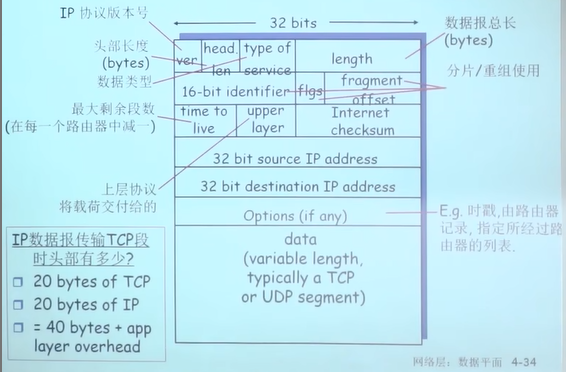 IP 协议版本号
32 bits
数据报总长
(bytes)
头部长度
(bytes)
ver
head.
len
type of
service
length
数据类型
分片/重组使用
16-bit identifier
flgs
fragment
offset
最大剩余段数
(在每一个路由器中减一)
time to
live
upper
layer
Internet
checksum
32 bit source IP address
上层协议
将载荷交付给的
32 bit destination IP address
Options (if any)
E.g. 时戳,由路由器
记录, 指定所经过路
由器的列表.
data
(variable length,
typically a TCP
or UDP segment)
IP数据报传输TCP段
时头部有多少?
20 bytes of TCP
20 bytes of IP
= 40 bytes + app
layer overhead
网络层：数据平面 4-34